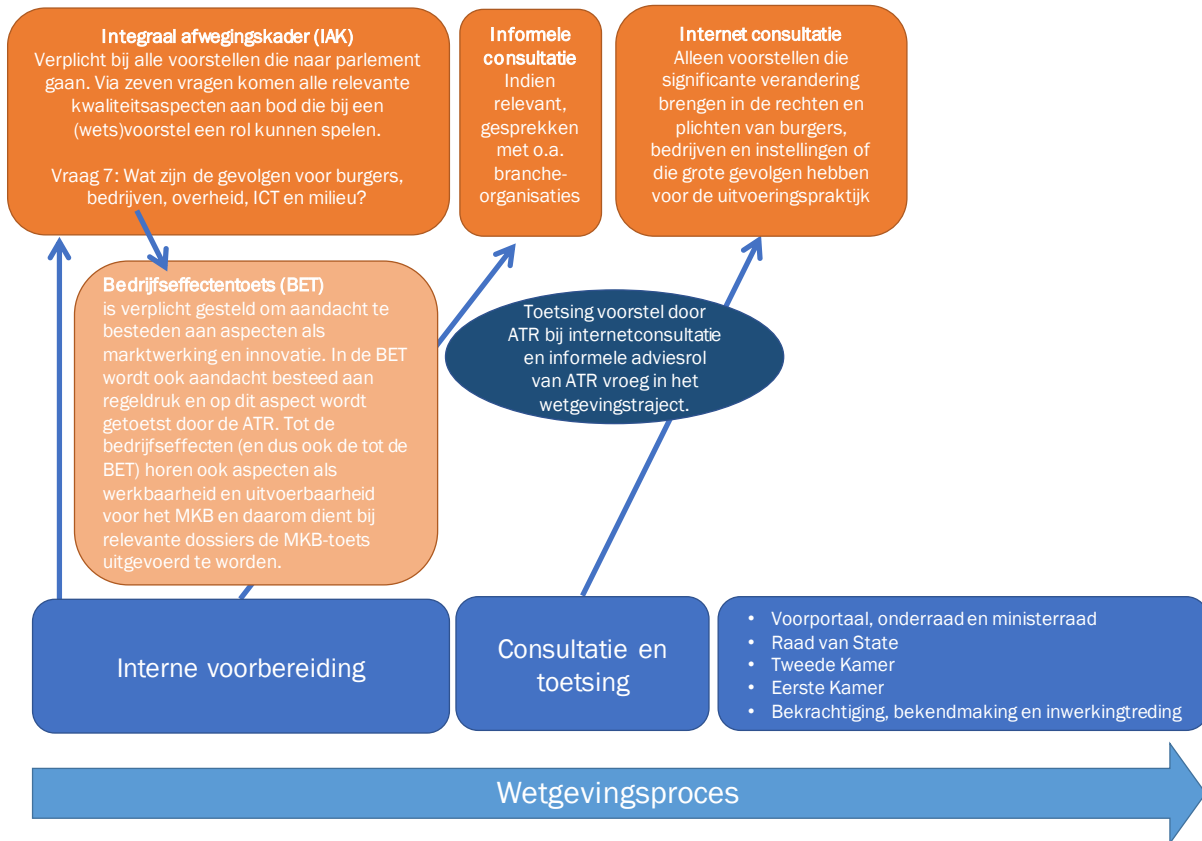 Integraal afwegingskader (IAK)
Verplicht bij alle voorstellen die naar parlement
gaan. Via zeven vragen komen alle relevante
kwaliteitsaspecten aan bod die bij een
(wets)voorstel een rol kunnen spelen.
Vraag 7: Wat zijn de gevolgen voor burgers,
bedrijven, overheid, ICT en milieu?
Informele
consultatie
Indien
relevant,
gesprekken
met o.a.
branche-
organisaties
Internet consultatie
Alleen voorstellen die
significante verandering
brengen in de rechten en
plichten van burgers,
bedrijven en instellingen of
die grote gevolgen hebben
voor de uitvoeringspraktijk
Bedrijfseffectentoets (BET)
is verplicht gesteld om aandacht te
besteden aan aspecten als
marktwerking en innovatie. In de BET
wordt ook aandacht besteed aan
regeldruk en op dit aspect wordt
getoetst door de ATR. Tot de
bedrijfseffecten (en dus ook de tot de
BET) horen ook aspecten als
werkbaarheid en uitvoerbaarheid
voor het MKB en daarom dient bij
relevante dossiers de MKB-toets
uitgevoerd te worden.
Toetsing voorstel door
ATR bij internetconsultatie
en informele adviesrol
van ATR vroeg in het
wetgevingstraject.
Interne voorbereiding
Consultatie en
toetsing
• Voorportaal, onderraad en ministerraad
• Raad van State
• Tweede Kamer
• Eerste Kamer
• Bekrachtiging, bekendmaking en inwerkingtreding
Wetgevingsproces